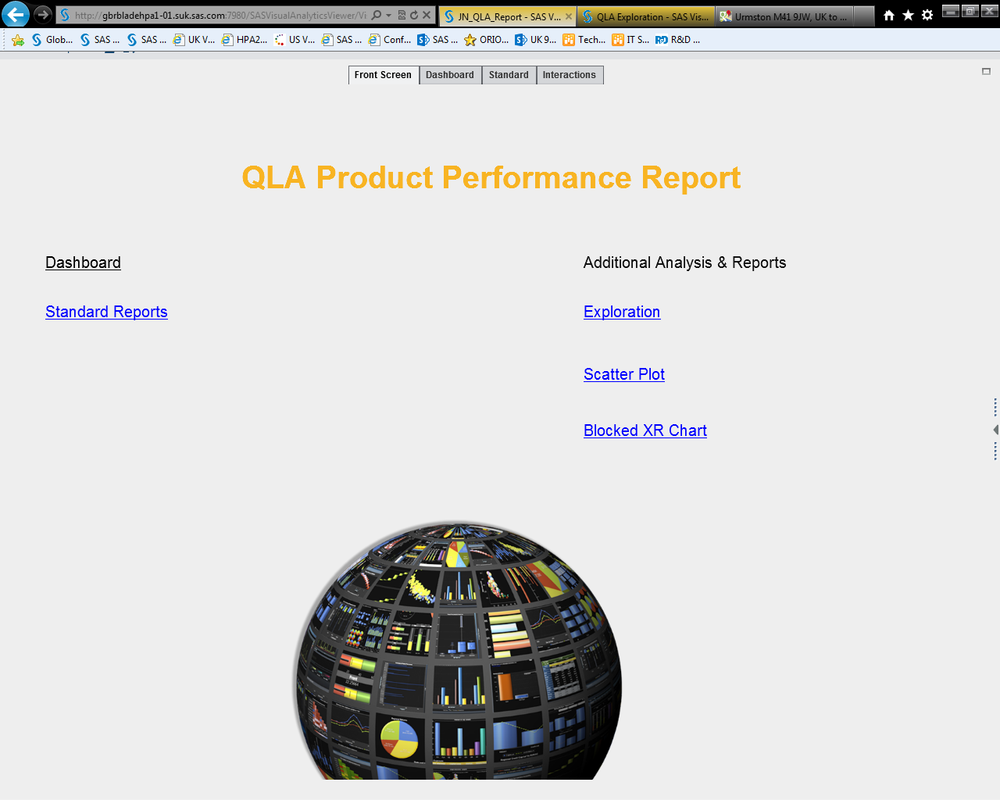 http://gbrbladehpa1-01.suk.sas.com:7980/SASVisualAnalyticsViewer/Vi
JN_QLA_Report - SAS V...
QLA Exploration - SAS Vis...
Urmston M41 9JW, UK to ...
Glob... SAS ... SAS ... UK V... HPA2... US V... SAS ... Conf... SAS ... ORIO... UK 9... Tech... IT S... R&D ...
Front Screen Dashboard Standard Interactions
QLA Product Performance Report
Dashboard
Additional Analysis & Reports
Standard Reports
Exploration
Scatter Plot
Blocked XR Chart